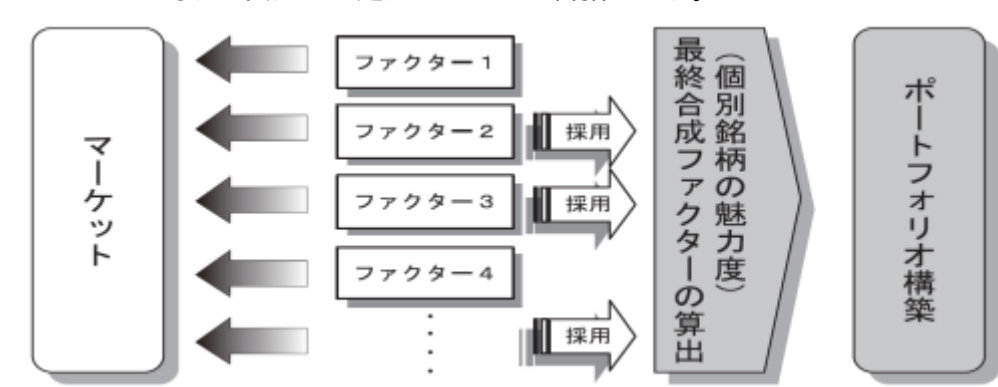 マーケット
ファクター1
ファクター2
採用
ファクター3
採用
ファクター4
採用
最終合成ファクターの算出
(個別銘柄の魅力度)
ポートフォリオ構築